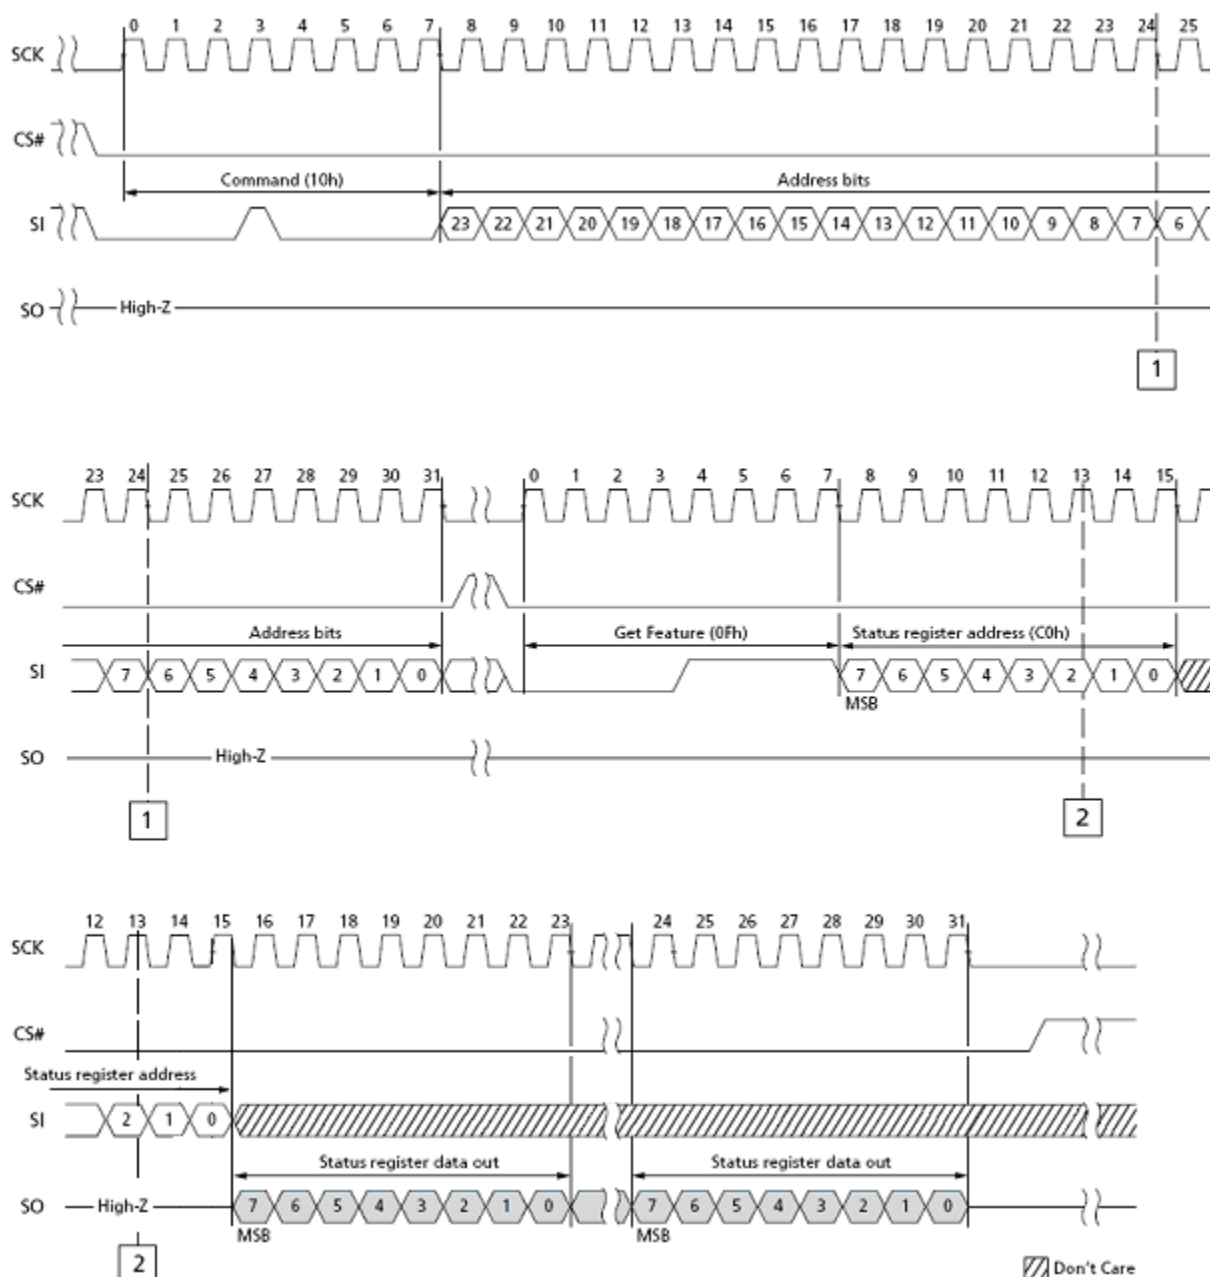 0 1 2 3 4 5 6 7 8 9 10 11 12 13 14 15 16 17 18 19 20 21 22 23 24 25
SCK
CS#
Command (10h) Address bits
SI 23 22 21 20 19 18 17 16 15 14 13 12 11 10 9 8 7 6
SO High-Z
1
23 24 25 26 27 28 29 30 31 0 1 2 3 4 5 6 7 8 9 10 11 12 13 14 15
SCK
CS#
Address bits Get Feature (0Fh) Status register address (C0h)
SI 7 6 5 4 3 2 1 0 7 6 5 4 3 2 1 0
MSB
SO High-Z
1 2
12 13 14 15 16 17 18 19 20 21 22 23 24 25 26 27 28 29 30 31
SCK
CS#
Status register address
SI 2 1 0
Status register data out Status register data out
SO High-Z 7 6 5 4 3 2 1 0 7 6 5 4 3 2 1 0
MSB MSB
2
Don't Care